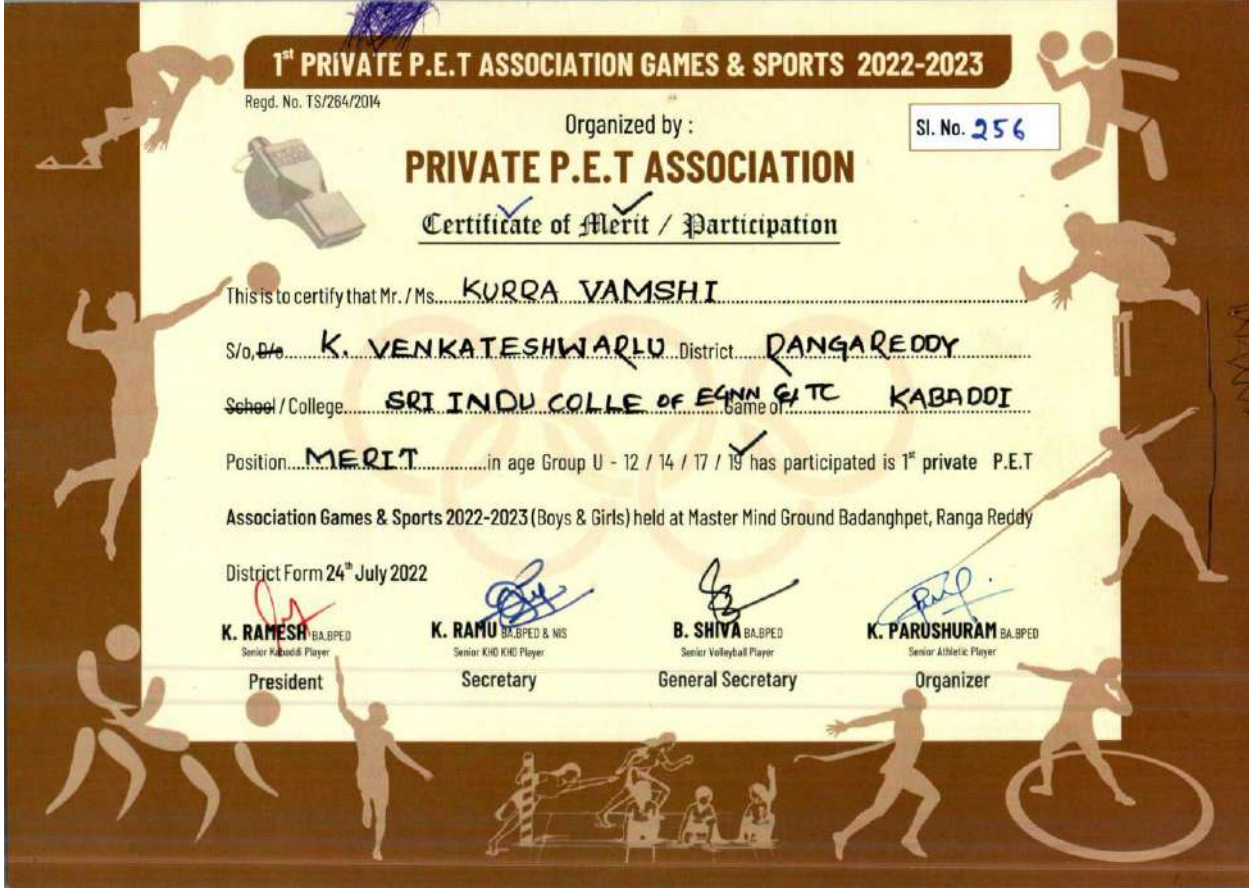 1st PRIVATE P.E.T ASSOCIATION GAMES & SPORTS 2022-2023
Regd. No. TS/264/2014
Organized by :
Sl. No. 256
PRIVATE P.E.T ASSOCIATION
Certificate of Merit / Participation
This is to certify that Mr. / Ms. KURRA VAMSHI
S/o, D/o K. VENKATESHWARLU District RANGAREDDY
School / College SRI INDU COLLE OF EGNN & TC Game of KABADDI
Position MERIT in age Group U - 12 / 14 / 17 / 19 has participated is 1st private P.E.T
Association Games & Sports 2022-2023 (Boys & Girls) held at Master Mind Ground Badanghpet, Ranga Reddy
District Form 24th July 2022
K. RAMESH BA.BPED K. RAMU BA.BPED & NIS B. SHIVA BA.BPED K. PARUSHURAM BA.BPED
Senior Kabaddi Player Senior KHO KHO Player Senior Volleyball Player Senior Athletic Player
President Secretary General Secretary Organizer